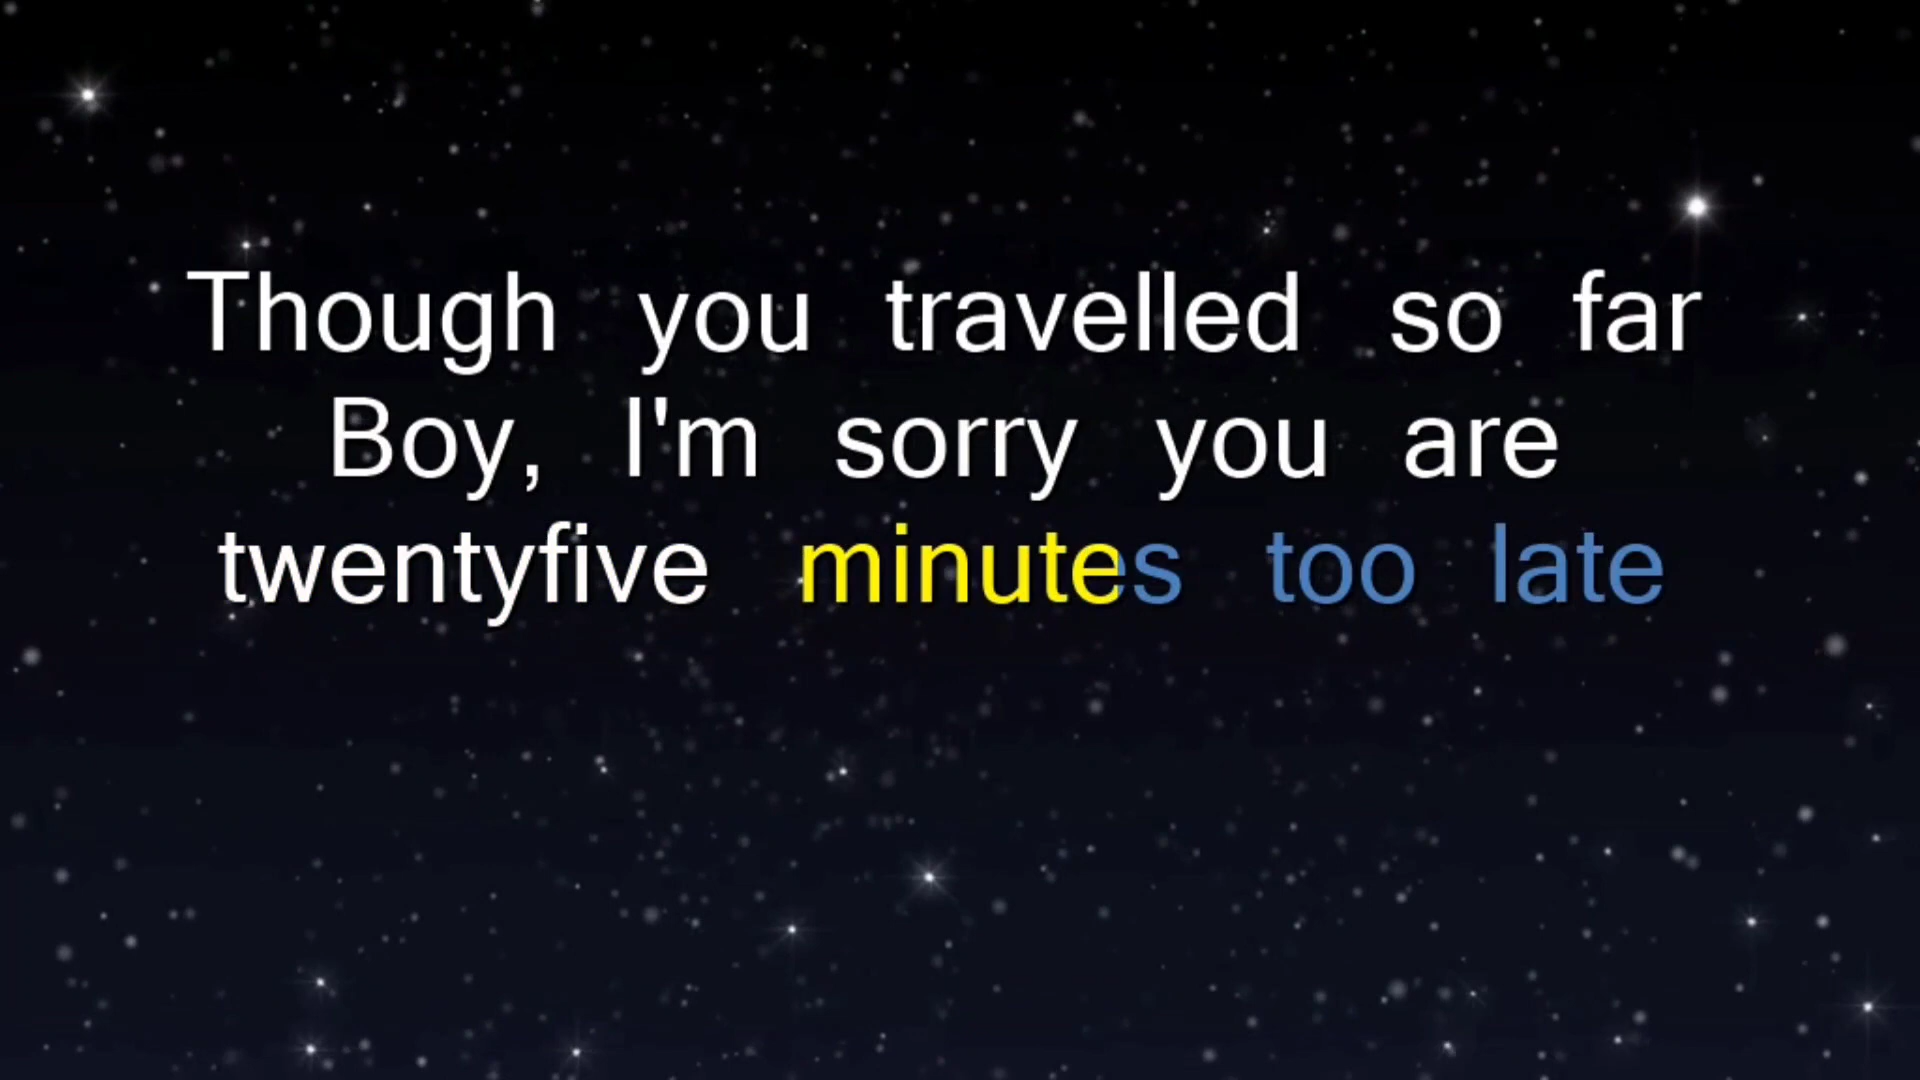 Though you travelled so far
Boy, I'm sorry you are
twentyfive minutes too late